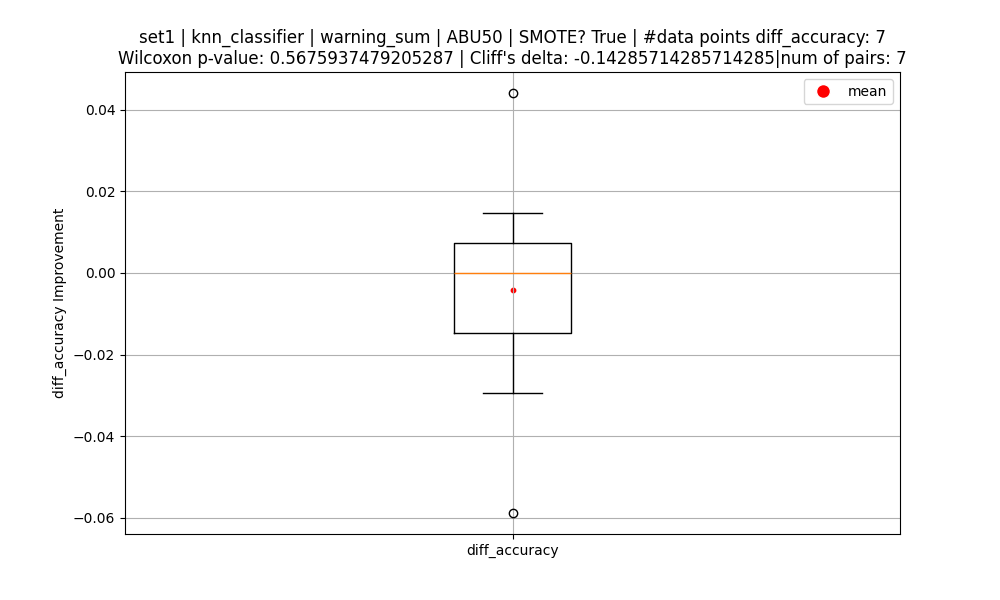 set1 | knn_classifier | warning_sum | ABU50 | SMOTE? True | #data points diff_accuracy: 7
Wilcoxon p-value: 0.5675937479205287 | Cliff's delta: -0.14285714285714285|num of pairs: 7
mean
0.04
0.02
0.00
−0.02
−0.04
−0.06
diff_accuracy Improvement
diff_accuracy